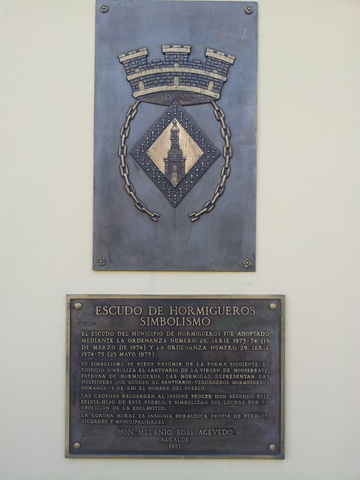 ESCUDO DE HORMIGUEROS
SIMBOLISMO
EL ESCUDO DEL MUNICIPIO DE HORMIGUEROS FUE ADOPTADO
MEDIANTE LA ORDENANZA NUMERO 29, SERIE 1973-74 (15
DE MARZO DE 1974) Y LA ORDENANZA NUMERO 29, SERIE
1974-75 (25 MAYO 1975).
SU SIMBOLISMO SE PUEDE RESUMIR DE LA FORMA SIGUIENTE: EL
EDIFICIO SIMBOLIZA EL SANTUARIO DE LA VIRGEN DE MONSERRATE
PATRONA DE HORMIGUEROS. LAS HORMIGAS REPRESENTAN LAS
MULTITUDES QUE ACUDEN AL SANTUARIO-VERDADEROS HORMIGUEROS
HUMANOS-Y DE AHI EL NOMBRE DEL PUEBLO.
LAS CADENAS RECUERDAN AL INSIGNE PROCER DON SEGUNDO RUIZ
BELVIS, HIJO DE ESTE PUEBLO, Y SIMBOLIZAN SUS LUCHAS POR LA
ABOLICION DE LA ESCLAVITUD.
LA CORONA MURAL ES INSIGNIA HERALDICA PROPIA DE PUEBLOS
CIUDADES Y MUNICIPALIDADES.
HON. MELANIO BOBE ACEVEDO
ALCALDE
1981